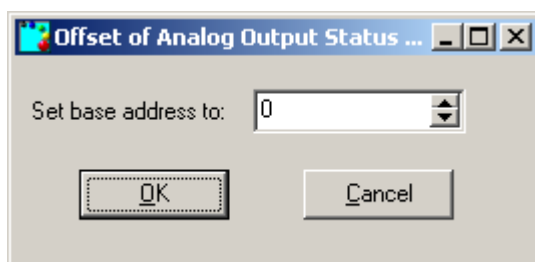 Offset of Analog Output Status ...
Set base address to: 0
OK Cancel